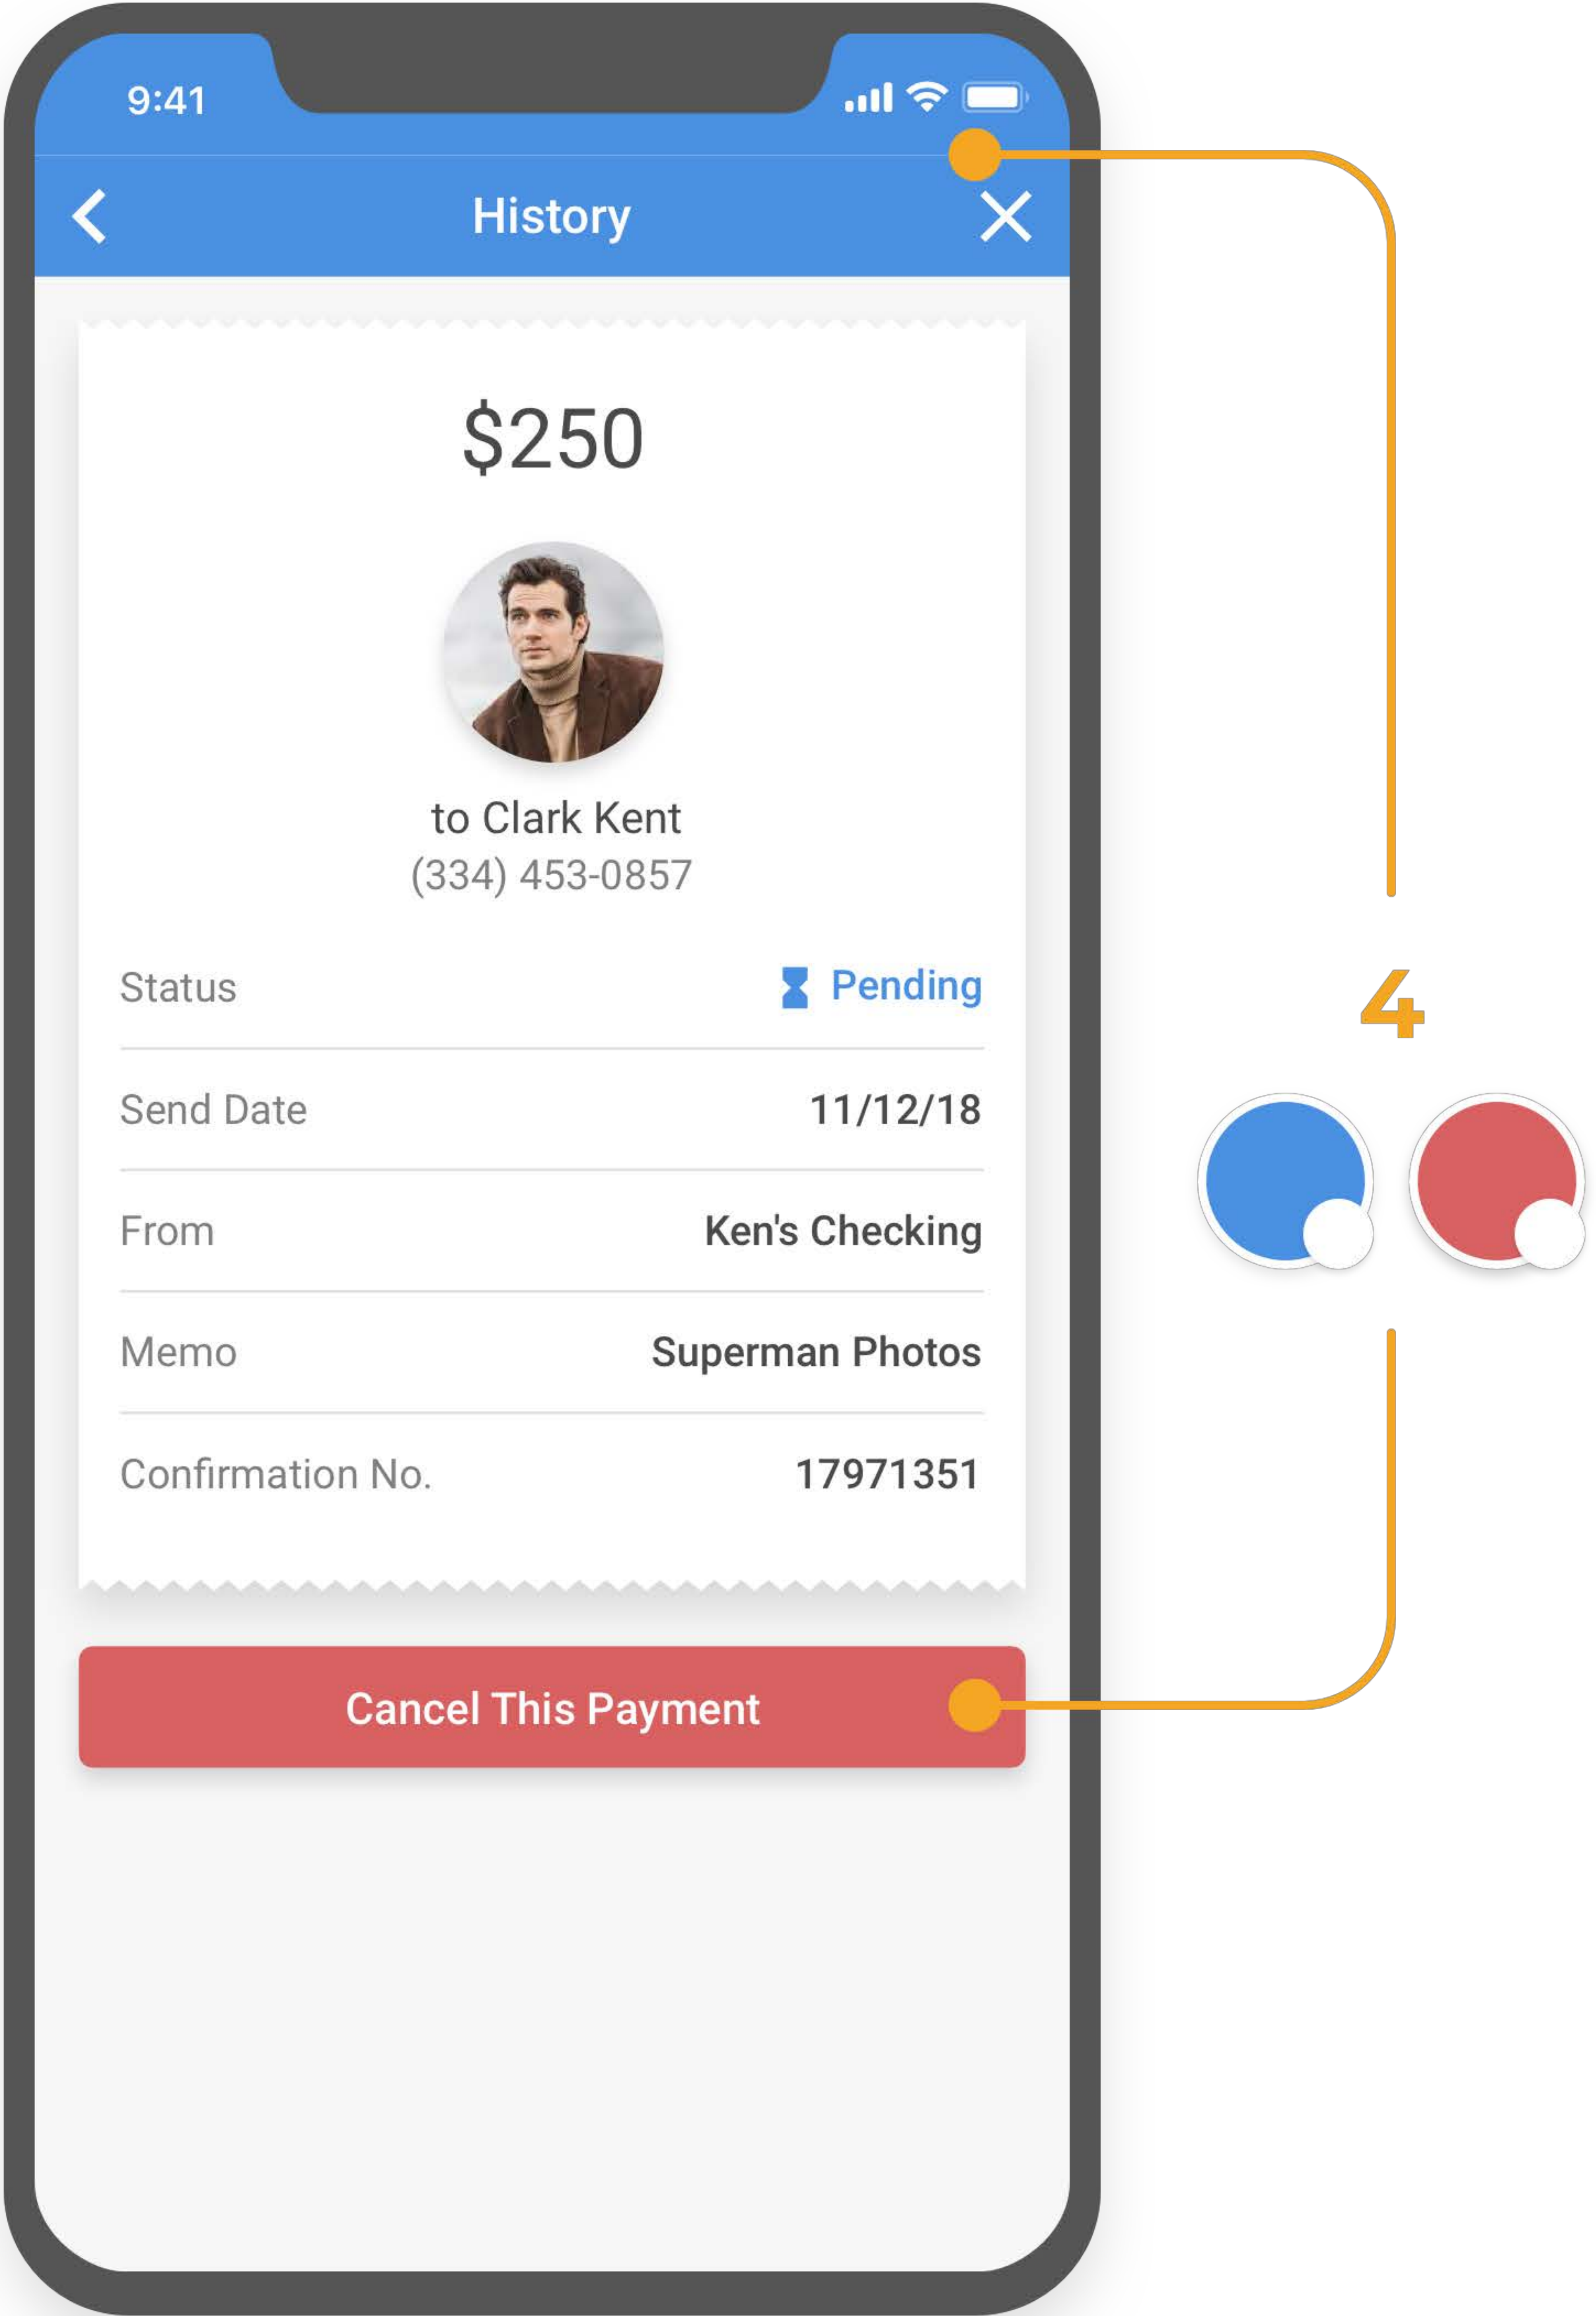 9:41
History
$250
to Clark Kent
(334) 453-0857
Status Pending
Send Date 11/12/18
From Ken's Checking
Memo Superman Photos
Confirmation No. 17971351
Cancel This Payment
4